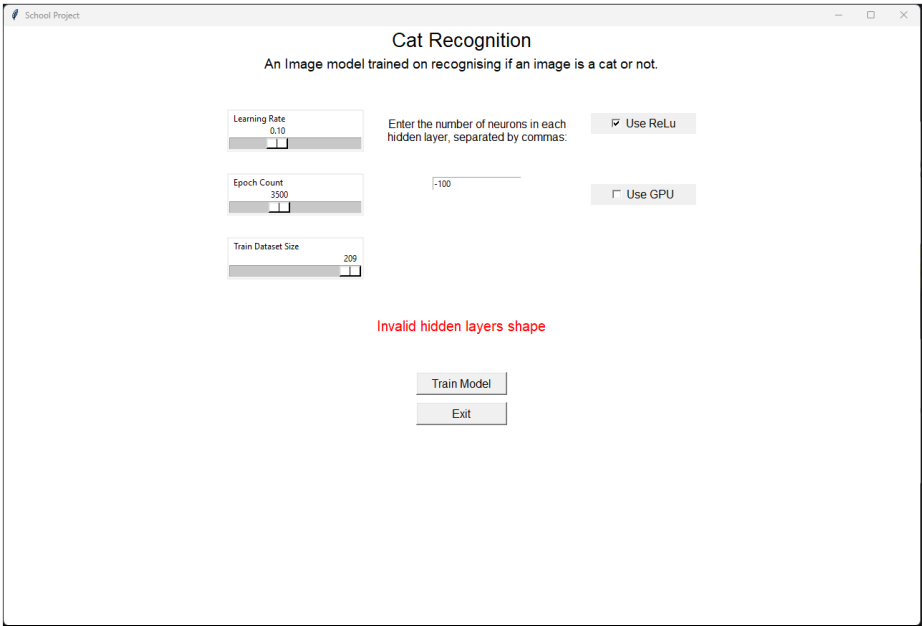 School Project
Cat Recognition
An Image model trained on recognising if an image is a cat or not.
Learning Rate
0.10
Enter the number of neurons in each
hidden layer, separated by commas:
Use ReLu
Epoch Count
3500
-100
Use GPU
Train Dataset Size
209
Invalid hidden layers shape
Train Model
Exit